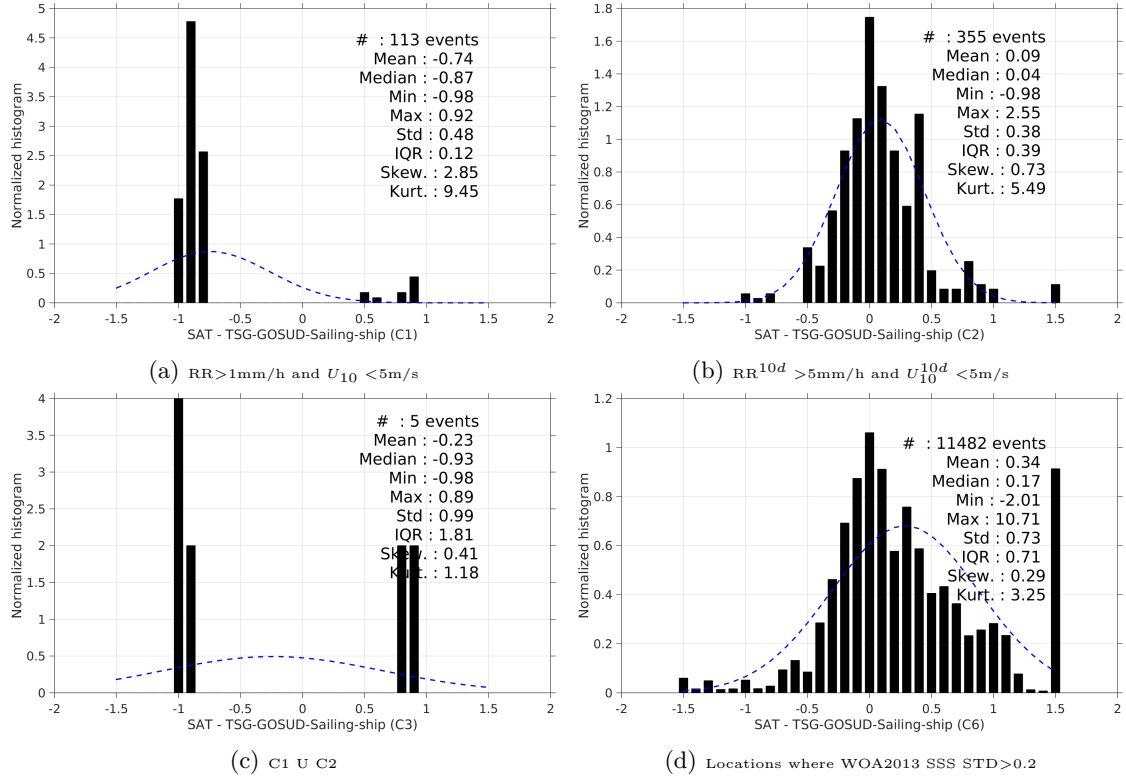 5
4.5
4
3.5
3
2.5
2
1.5
1
0.5
0
Normalized histogram
# : 113 events
Mean : -0.74
Median : -0.87
Min : -0.98
Max : 0.92
Std : 0.48
IQR : 0.12
Skew. : 2.85
Kurt. : 9.45
-2 -1.5 -1 -0.5 0 0.5 1 1.5 2
SAT - TSG-GOSUD-Sailing-ship (C1)
(a) RR>1mm/h and U10 <5m/s
1.8
1.6
1.4
1.2
1
0.8
0.6
0.4
0.2
0
Normalized histogram
# : 355 events
Mean : 0.09
Median : 0.04
Min : -0.98
Max : 2.55
Std : 0.38
IQR : 0.39
Skew. : 0.73
Kurt. : 5.49
-2 -1.5 -1 -0.5 0 0.5 1 1.5 2
SAT - TSG-GOSUD-Sailing-ship (C2)
(b) RR^10d >5mm/h and U10^10d <5m/s
4
3.5
3
2.5
2
1.5
1
0.5
0
Normalized histogram
# : 5 events
Mean : -0.23
Median : -0.93
Min : -0.98
Max : 0.89
Std : 0.99
IQR : 1.81
Skew. : 0.41
Kurt. : 1.18
-2 -1.5 -1 -0.5 0 0.5 1 1.5 2
SAT - TSG-GOSUD-Sailing-ship (C3)
(c) C1 U C2
1.2
1
0.8
0.6
0.4
0.2
0
Normalized histogram
# : 11482 events
Mean : 0.34
Median : 0.17
Min : -2.01
Max : 10.71
Std : 0.73
IQR : 0.71
Skew. : 0.29
Kurt. : 3.25
-2 -1.5 -1 -0.5 0 0.5 1 1.5 2
SAT - TSG-GOSUD-Sailing-ship (C6)
(d) Locations where WOA2013 SSS STD>0.2